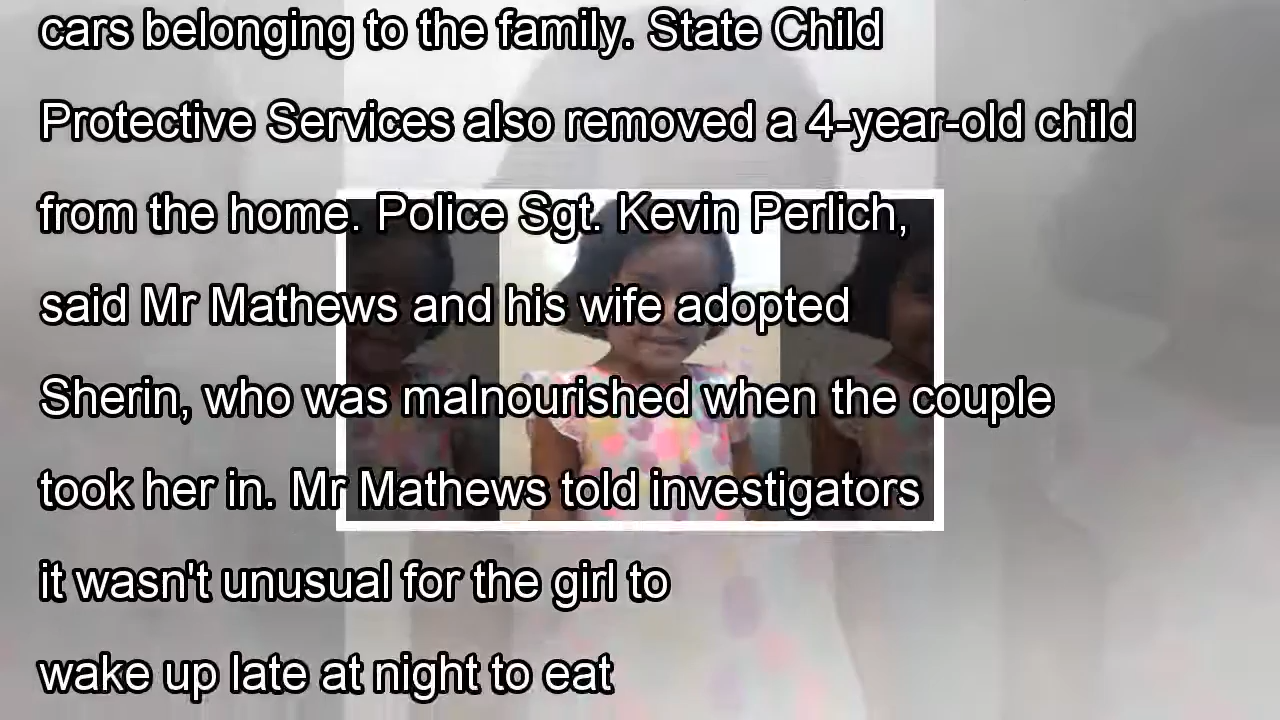 cars belonging to the family. State Child
Protective Services also removed a 4-year-old child
from the home. Police Sgt. Kevin Perlich,
said Mr Mathews and his wife adopted
Sherin, who was malnourished when the couple
took her in. Mr Mathews told investigators
it wasn't unusual for the girl to
wake up late at night to eat